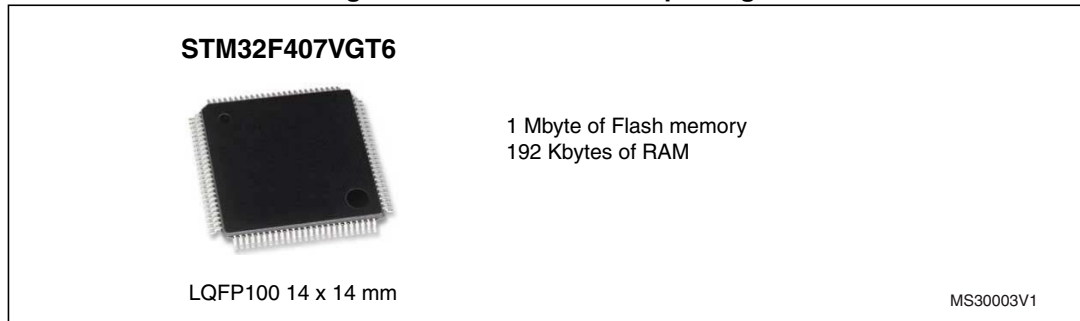 STM32F407VGT6
1 Mbyte of Flash memory
192 Kbytes of RAM
LQFP100 14 x 14 mm
MS30003V1